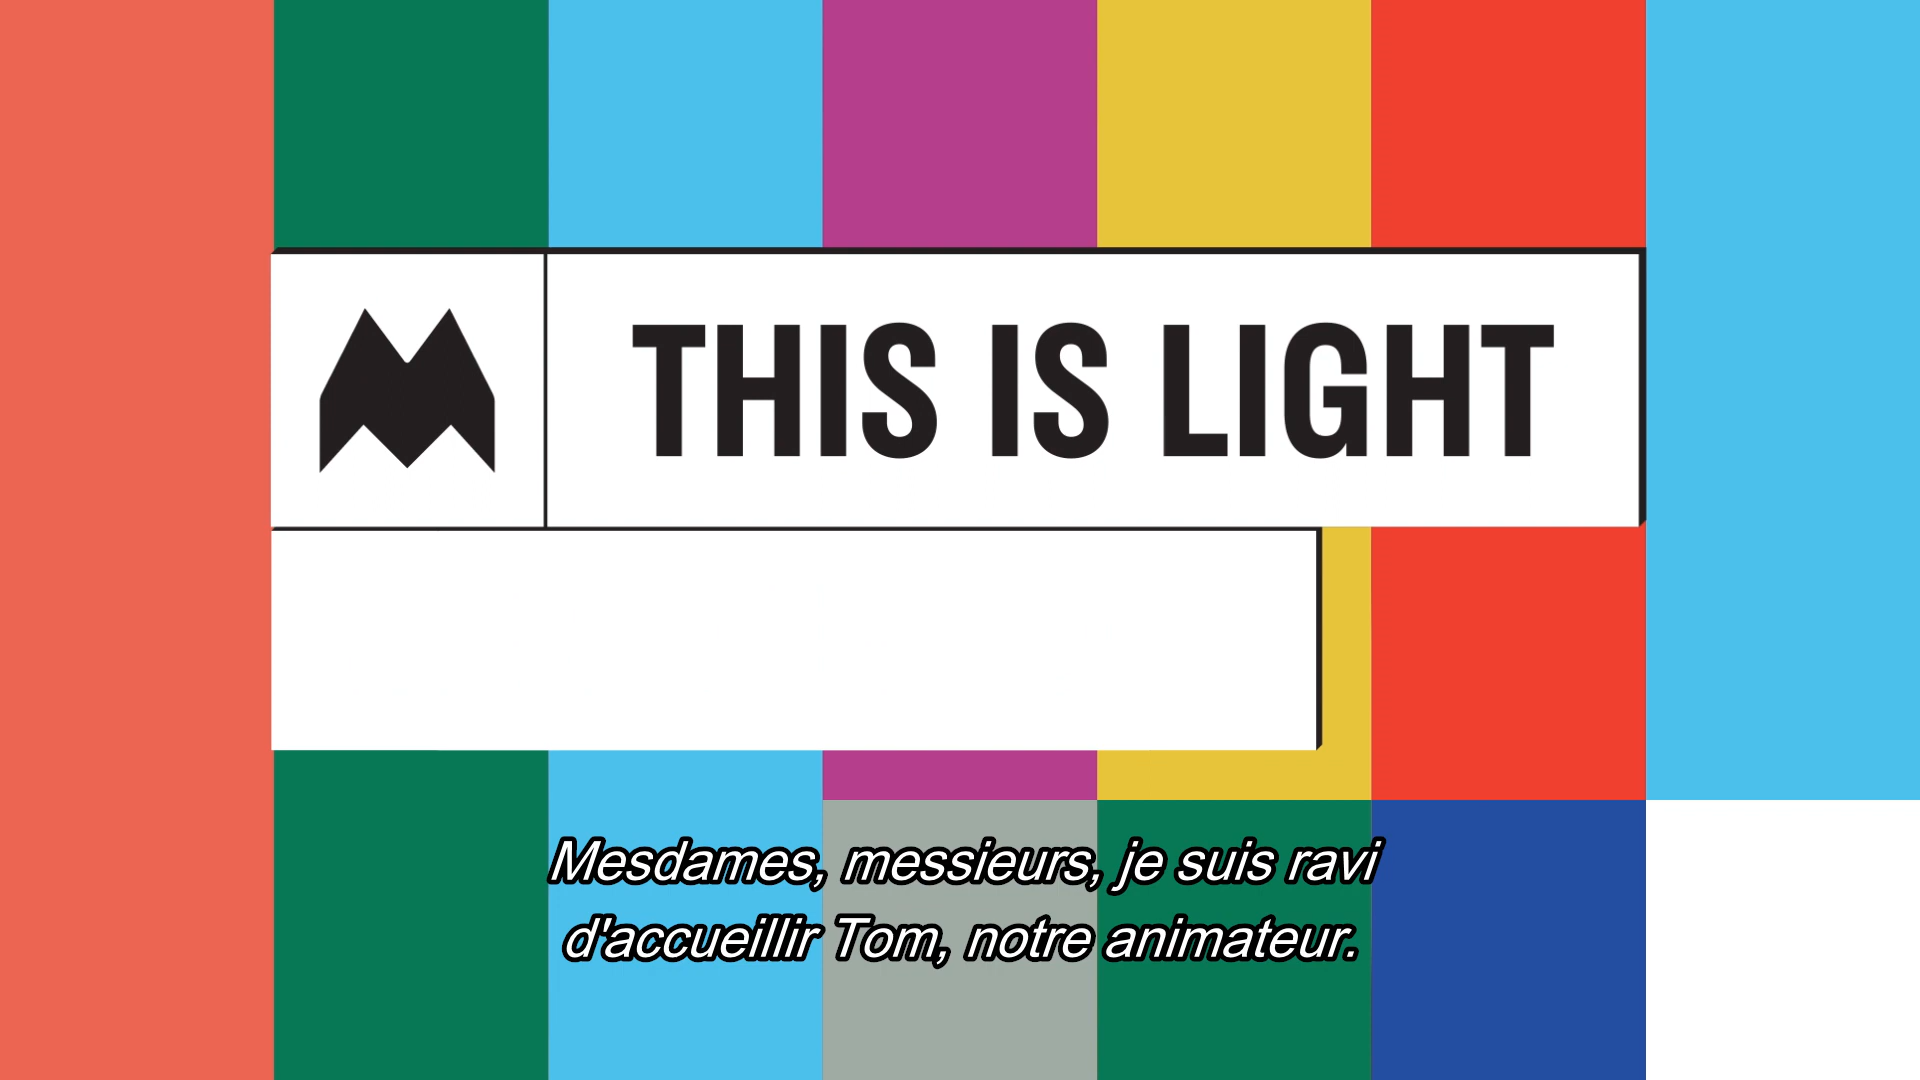 THIS IS LIGHT
Mesdames, messieurs, je suis ravi
d'accueillir Tom, notre animateur.